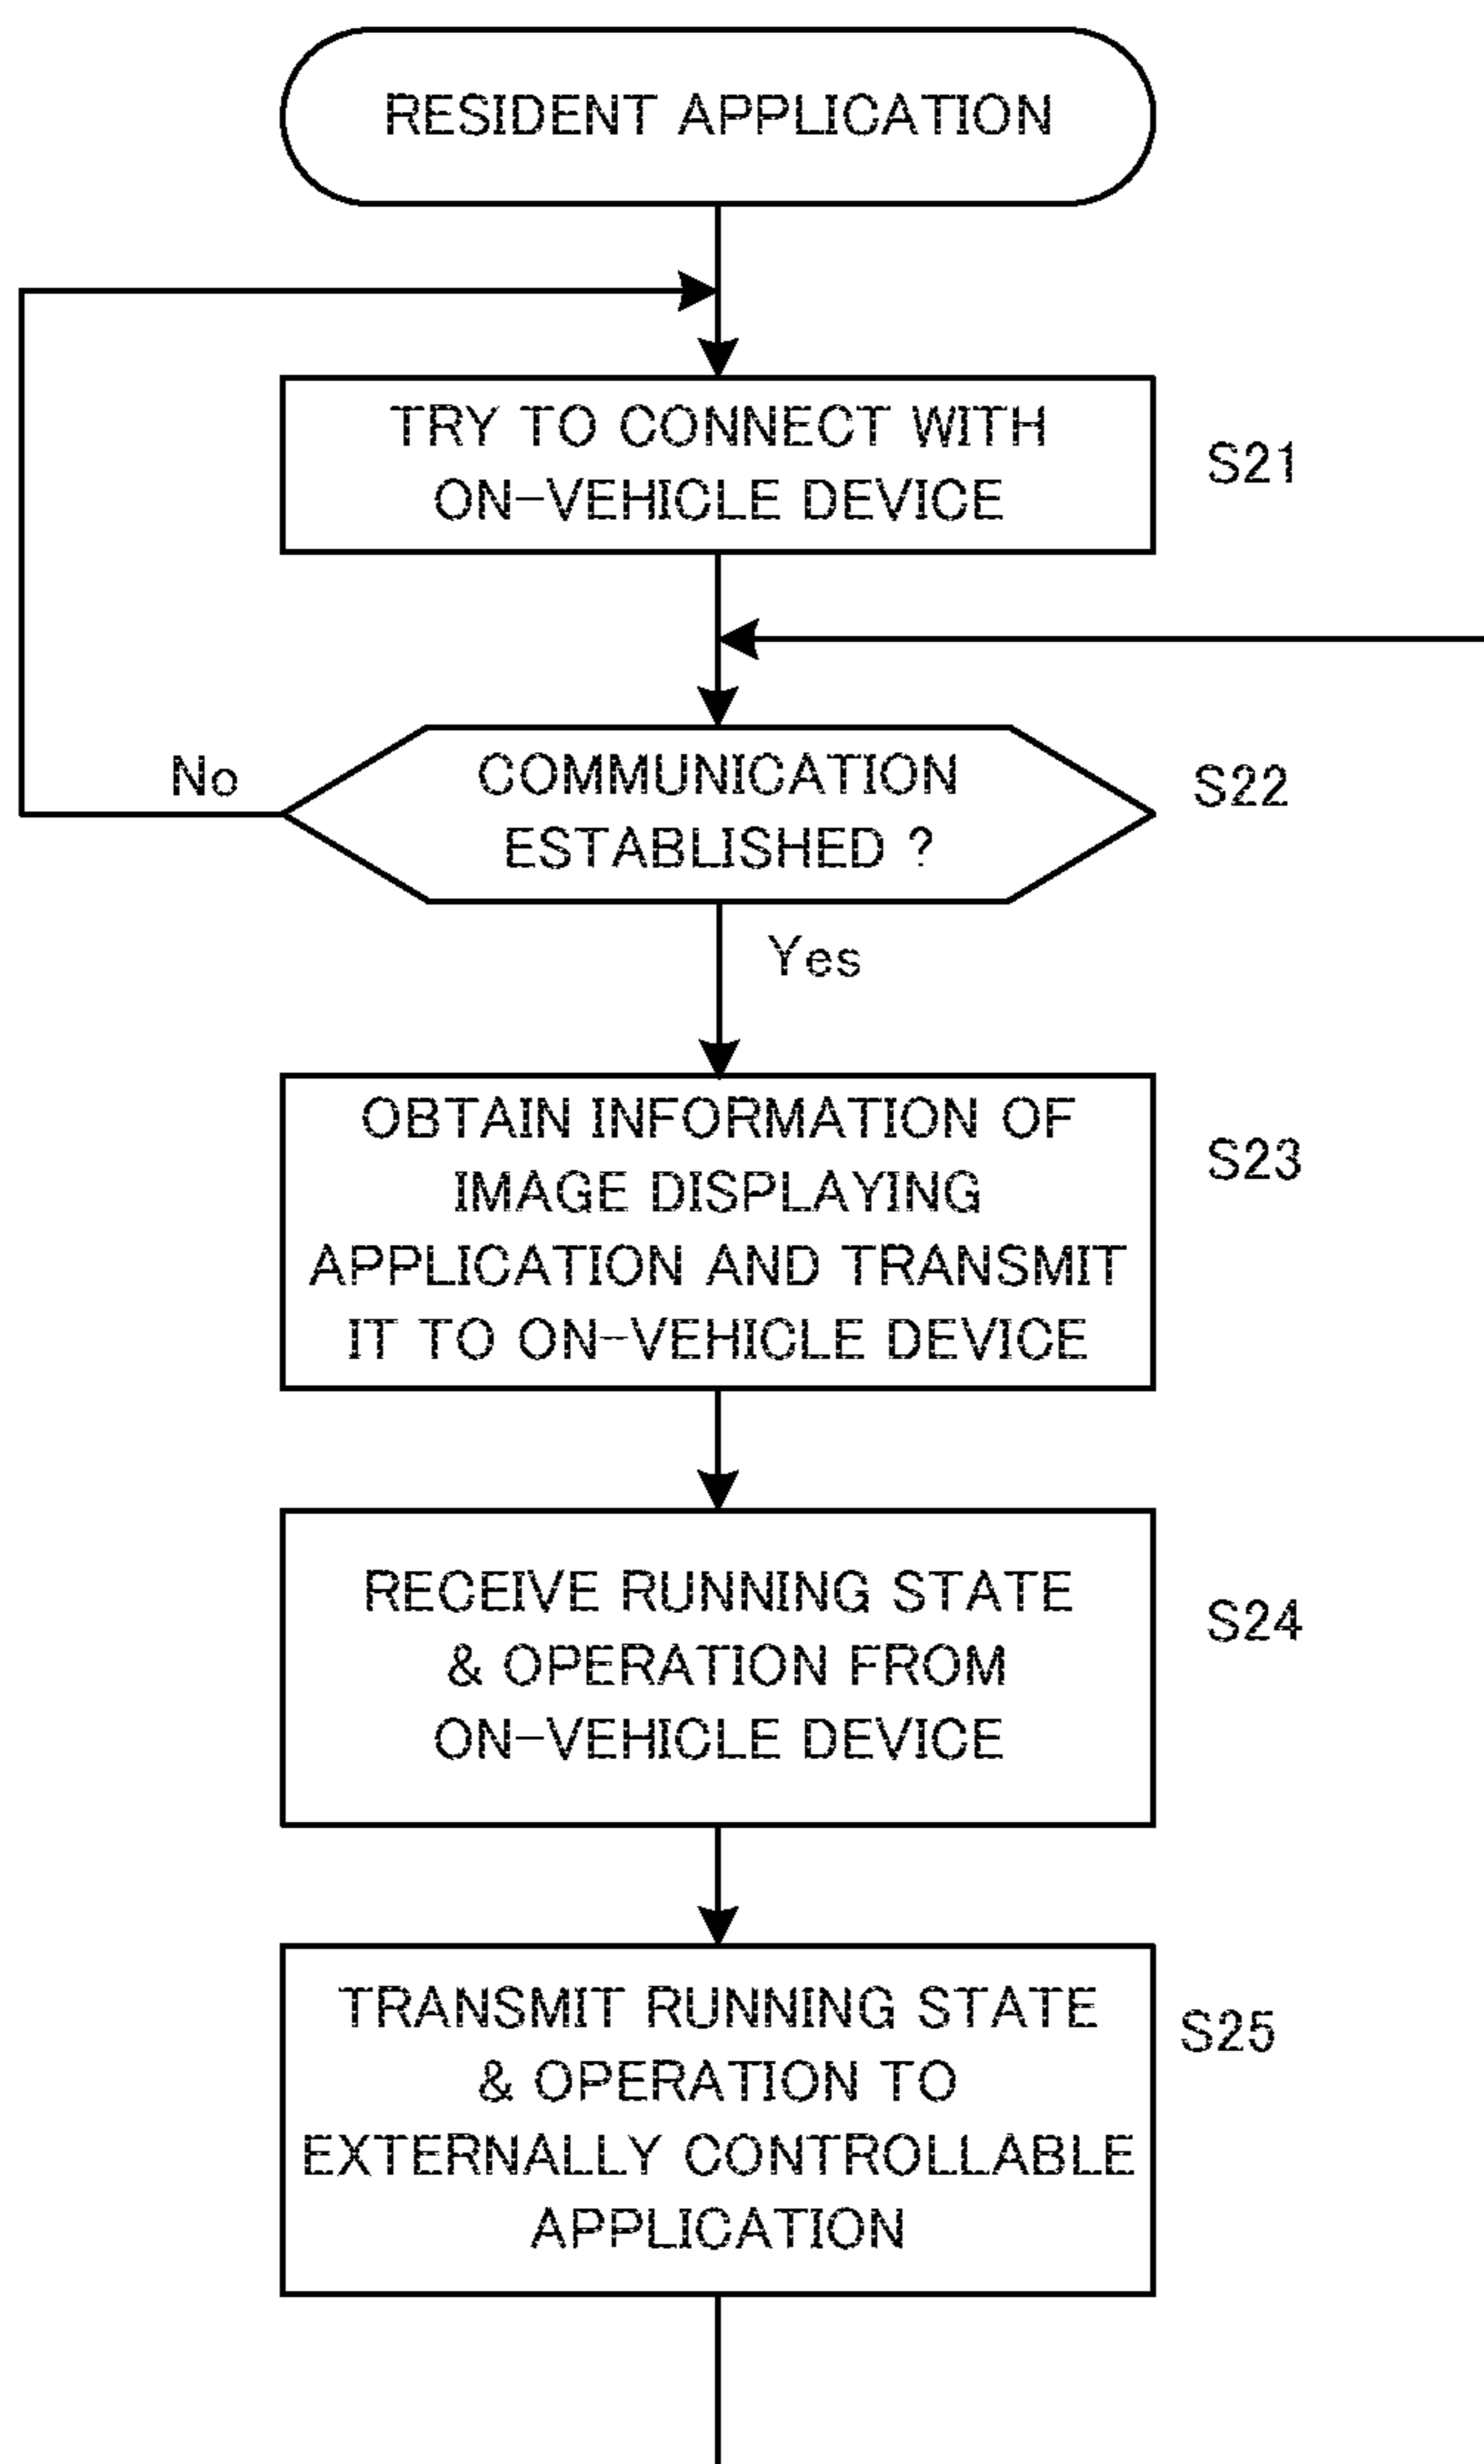 RESIDENT APPLICATION
TRY TO CONNECT WITH
ON-VEHICLE DEVICE
S21
COMMUNICATION
ESTABLISHED ?
S22
No
Yes
OBTAIN INFORMATION OF
IMAGE DISPLAYING
APPLICATION AND TRANSMIT
IT TO ON-VEHICLE DEVICE
S23
RECEIVE RUNNING STATE
& OPERATION FROM
ON-VEHICLE DEVICE
S24
TRANSMIT RUNNING STATE
& OPERATION TO
EXTERNALLY CONTROLLABLE
APPLICATION
S25